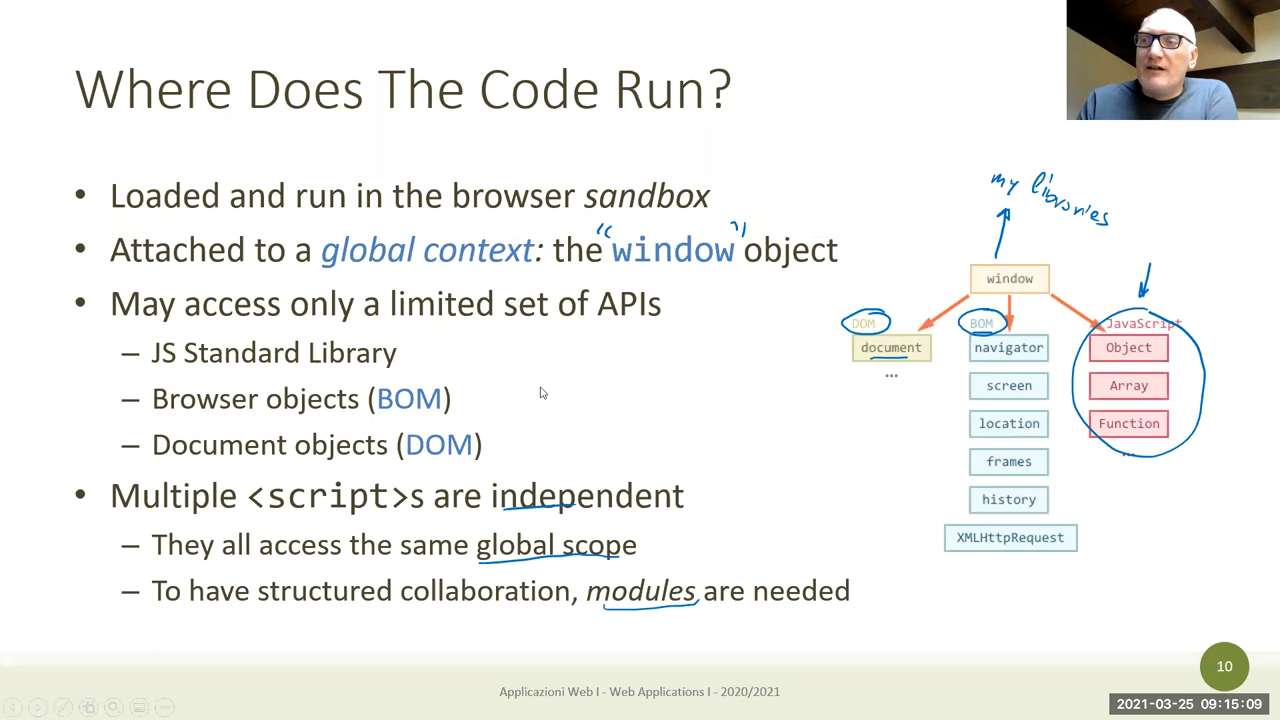 Where Does The Code Run?
• Loaded and run in the browser sandbox
• Attached to a global context: the "window" object
• May access only a limited set of APIs
– JS Standard Library
– Browser objects (BOM)
– Document objects (DOM)
• Multiple <script>s are independent
– They all access the same global scope
– To have structured collaboration, modules are needed
my libraries
window
DOM
BOM
JavaScript
document
navigator
Object
...
screen
Array
location
Function
...
frames
history
XMLHttpRequest
10
Applicazioni Web I - Web Applications I - 2020/2021
2021-03-25 09:15:09